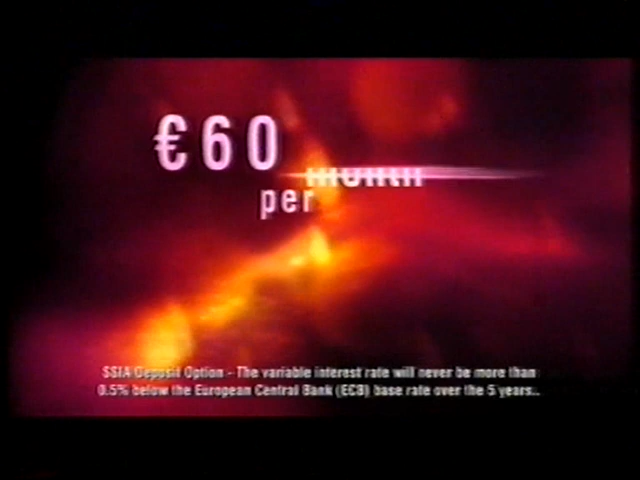 €60
per month
SSIA Deposit Option - The variable interest rate will never be more than
0.5% below the European Central Bank (ECB) base rate over the 5 years..